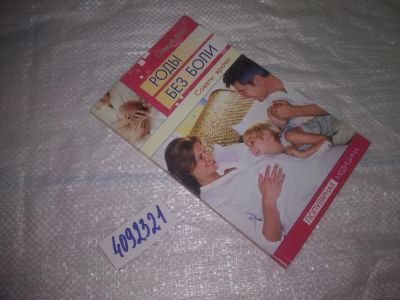 РОДЫ
БЕЗ БОЛИ
Советы врача
ПОПУЛЯРНАЯ МЕДИЦИНА
4092321